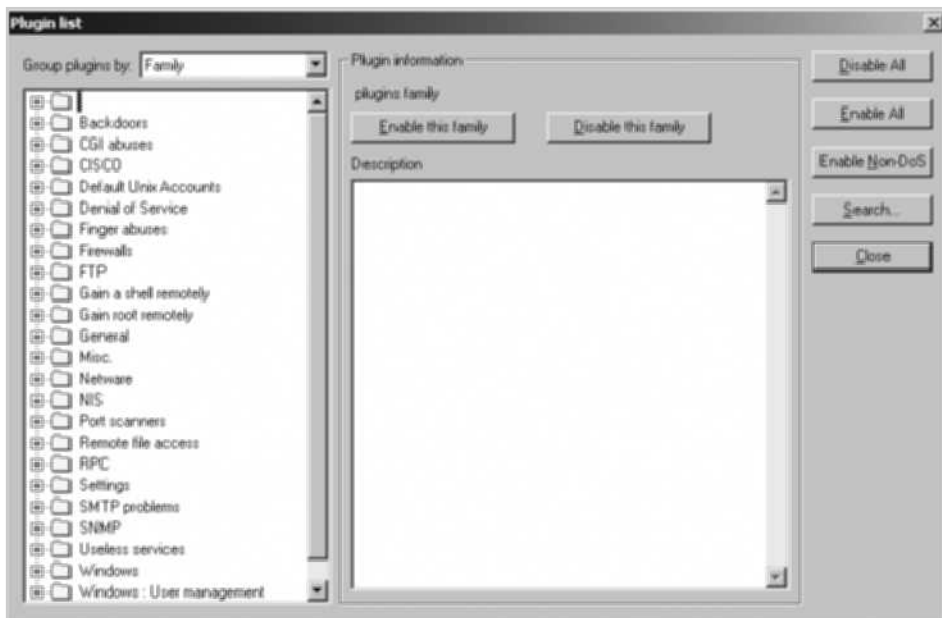 Plugin list
Group plugins by: Family
Backdoors
CGI abuses
CISCO
Default Unix Accounts
Denial of Service
Finger abuses
Firewalls
FTP
Gain a shell remotely
Gain root remotely
General
Misc.
Netware
NIS
Port scanners
Remote file access
RPC
Settings
SMTP problems
SNMP
Useless services
Windows
Windows : User management
Plugin information
plugins family
Enable this family
Disable this family
Description
Disable All
Enable All
Enable Non-DoS
Search...
Close